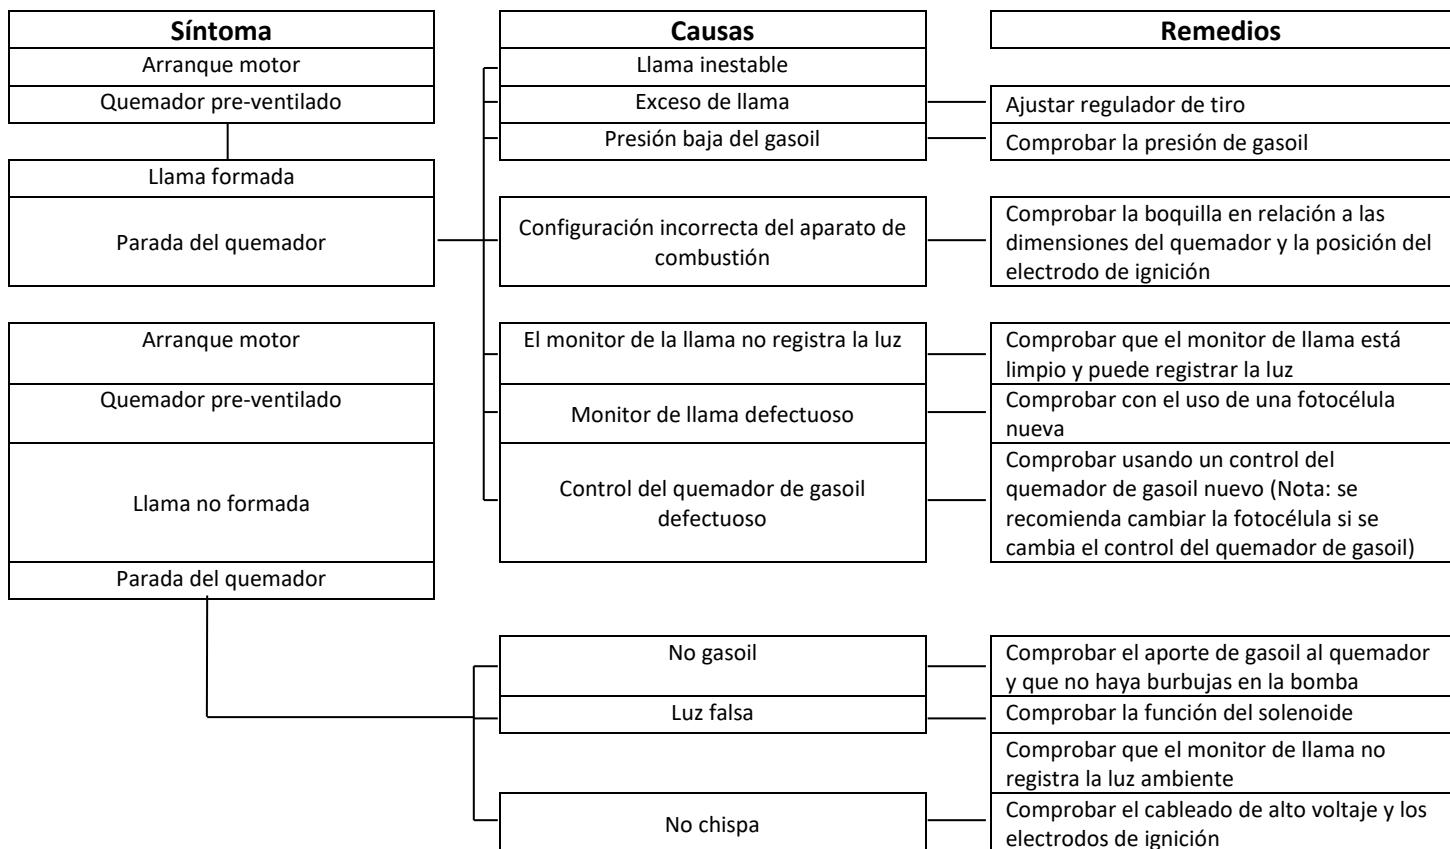 Síntoma
Causas
Remedios
Arranque motor
Llama inestable
Quemador pre-ventilado
Exceso de llama
Ajustar regulador de tiro
Presión baja del gasoil
Comprobar la presión de gasoil
Llama formada
Parada del quemador
Configuración incorrecta del aparato de
combustión
Comprobar la boquilla en relación a las
dimensiones del quemador y la posición del
electrodo de ignición
Arranque motor
El monitor de la llama no registra la luz
Comprobar que el monitor de llama está
limpio y puede registrar la luz
Quemador pre-ventilado
Monitor de llama defectuoso
Comprobar con el uso de una fotocélula
nueva
Llama no formada
Control del quemador de gasoil
defectuoso
Comprobar usando un control del
quemador de gasoil nuevo (Nota: se
recomienda cambiar la fotocélula si se
cambia el control del quemador de gasoil)
Parada del quemador
No gasoil
Comprobar el aporte de gasoil al quemador
y que no haya burbujas en la bomba
Luz falsa
Comprobar la función del solenoide
Comprobar que el monitor de llama no
registra la luz ambiente
No chispa
Comprobar el cableado de alto voltaje y los
electrodos de ignición